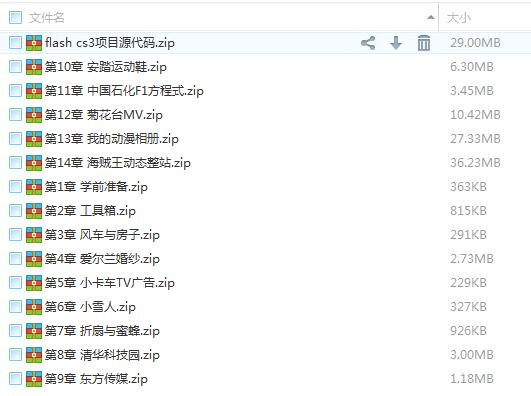 文件名 大小
flash cs3项目源代码.zip 29.00MB
第10章 安踏运动鞋.zip 6.30MB
第11章 中国石化F1方程式.zip 3.45MB
第12章 菊花台MV.zip 10.42MB
第13章 我的动漫相册.zip 27.33MB
第14章 海贼王动态整站.zip 36.23MB
第1章 学前准备.zip 363KB
第2章 工具箱.zip 815KB
第3章 风车与房子.zip 291KB
第4章 爱尔兰婚纱.zip 2.73MB
第5章 小卡车TV广告.zip 229KB
第6章 小雪人.zip 327KB
第7章 折扇与蜜蜂.zip 926KB
第8章 清华科技园.zip 3.00MB
第9章 东方传媒.zip 1.18MB